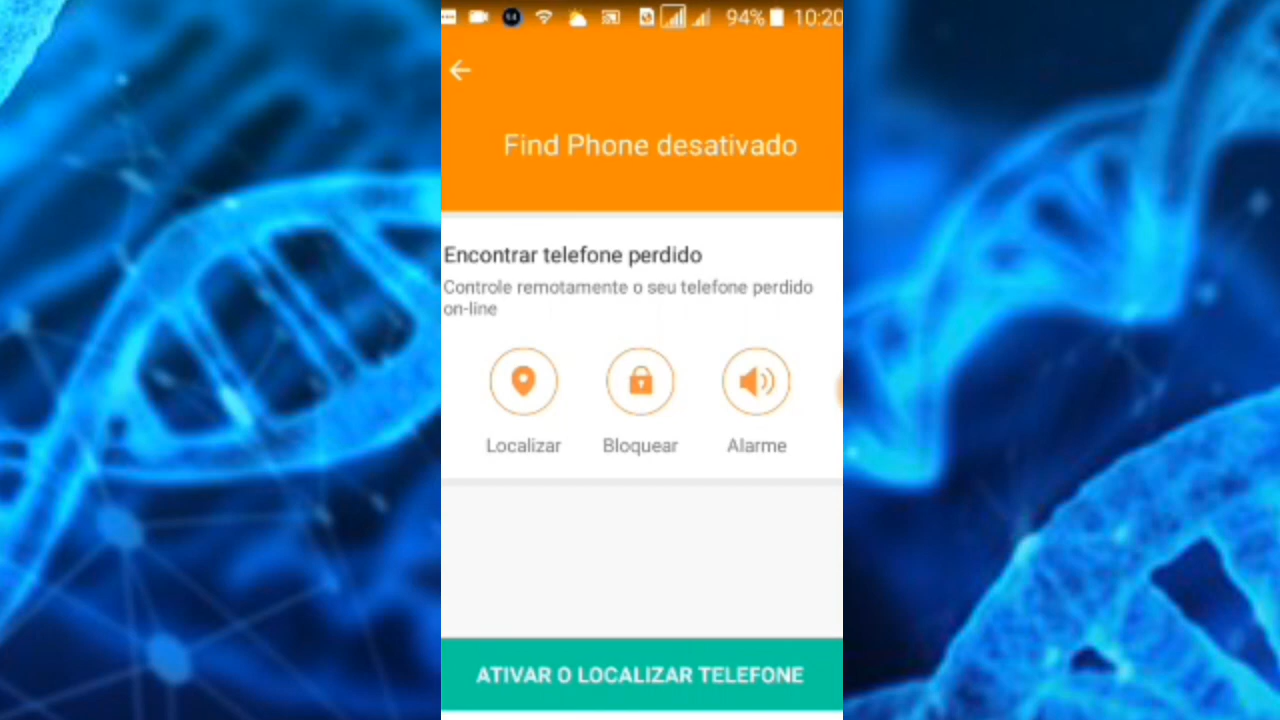 94% 10:20
Find Phone desativado
Encontrar telefone perdido
Controle remotamente o seu telefone perdido
on-line
Localizar Bloquear Alarme
ATIVAR O LOCALIZAR TELEFONE